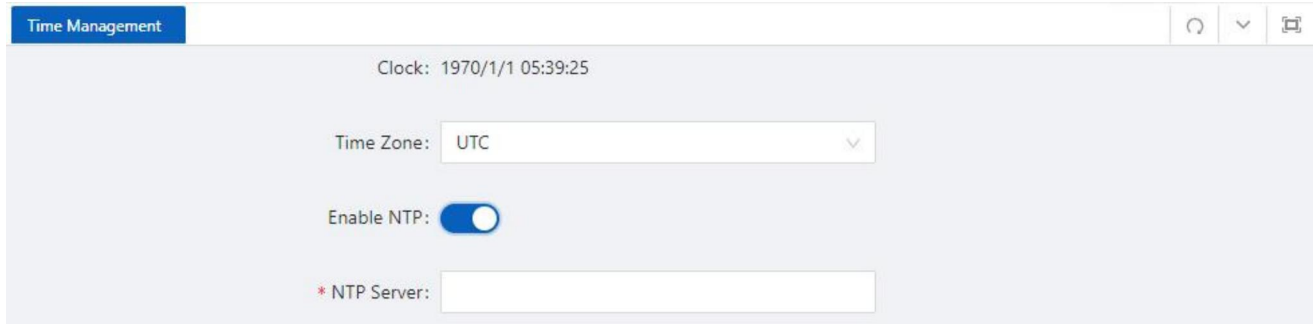 Time Management
Clock: 1970/1/1 05:39:25
Time Zone: UTC
Enable NTP:
* NTP Server: